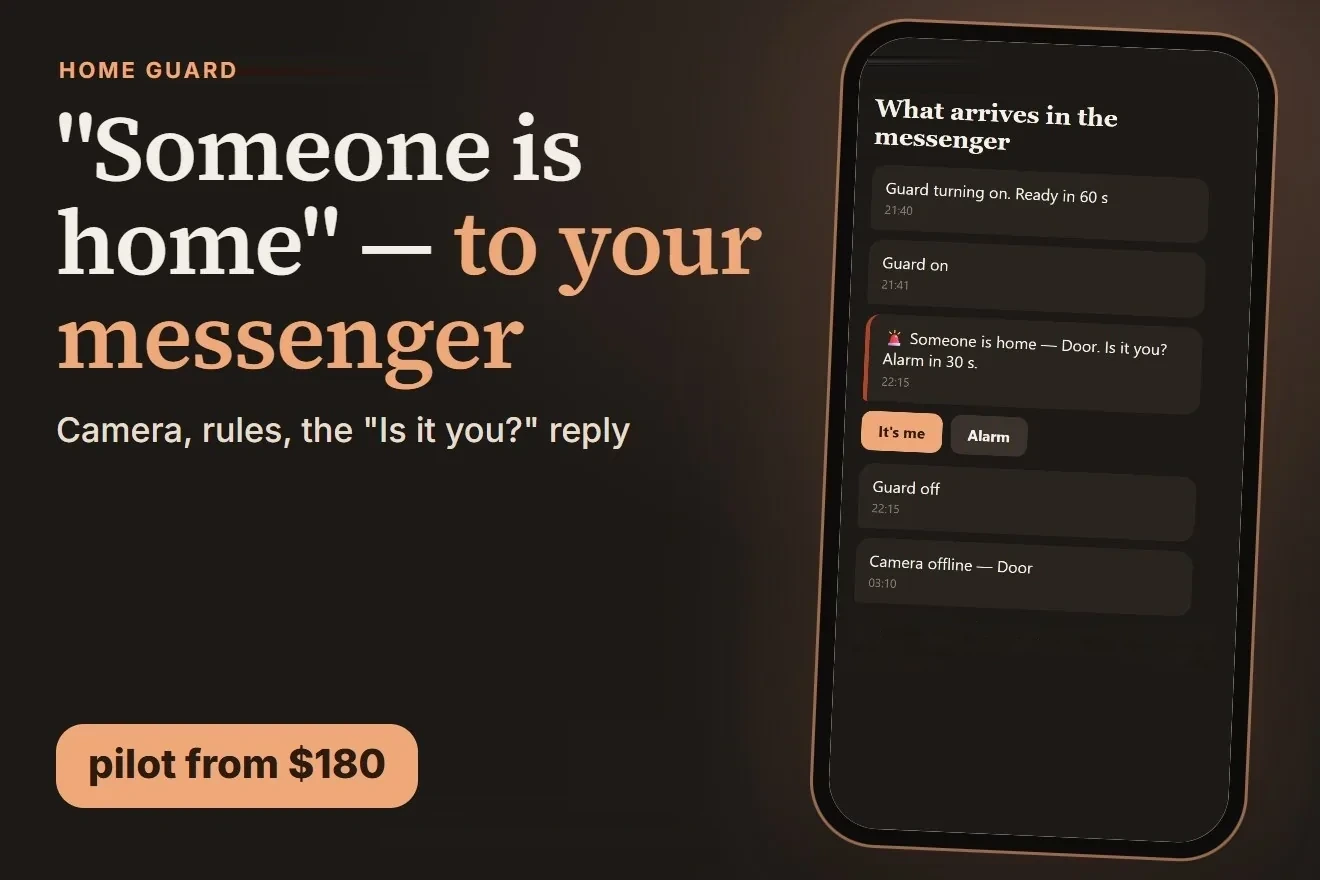 HOME GUARD
"Someone is
home" — to your
messenger
Camera, rules, the "Is it you?" reply
pilot from $180
What arrives in the
messenger
Guard turning on. Ready in 60 s
21:40
Guard on
21:41
🚨 Someone is home — Door. Is it you?
Alarm in 30 s.
22:15
It's me
Alarm
Guard off
22:15
Camera offline — Door
03:10